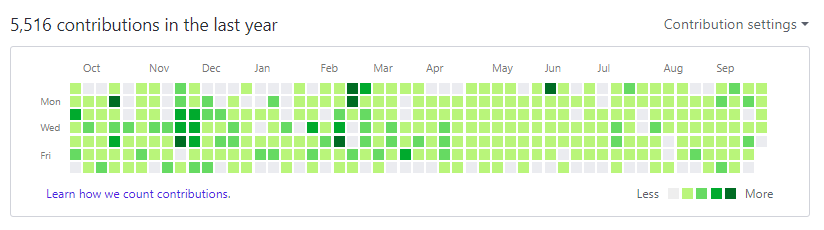 5,516 contributions in the last year
Contribution settings
Oct Nov Dec Jan Feb Mar Apr May Jun Jul Aug Sep
Mon
Wed
Fri
Learn how we count contributions.
Less More